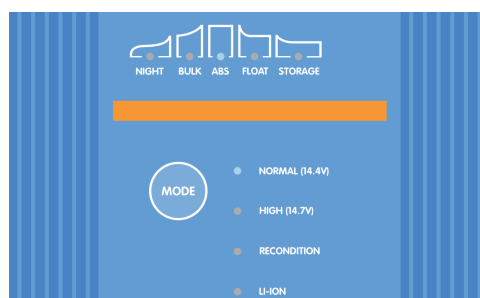 NIGHT BULK ABS FLOAT STORAGE
MODE
NORMAL (14.4V)
HIGH (14.7V)
RECONDITION
LI-ION